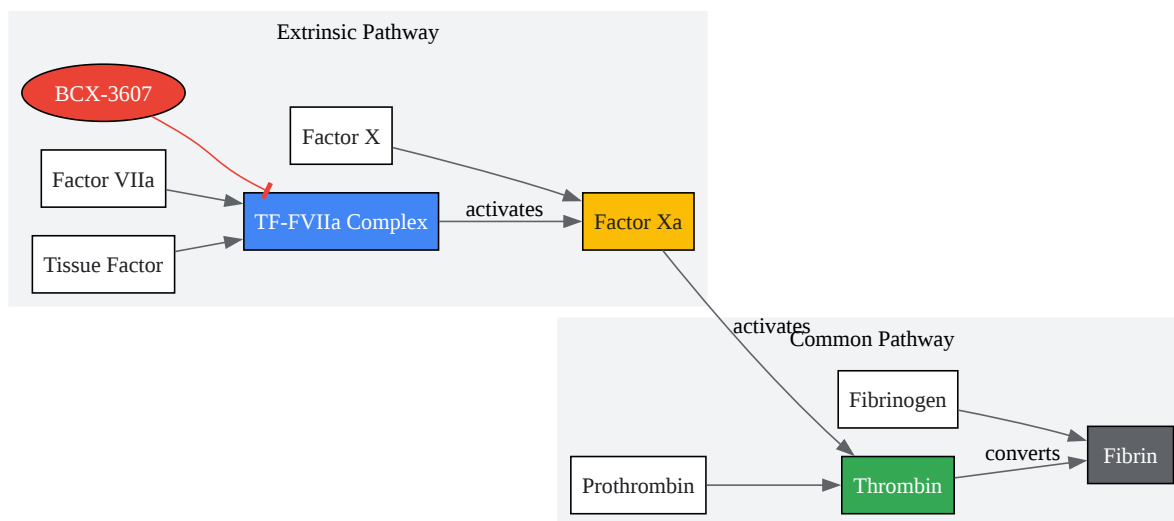 Extrinsic Pathway
BCX-3607
Factor X
Factor VIIa
TF-FVIIa Complex
activates
Factor Xa
Tissue Factor
activates
Common Pathway
Fibrinogen
converts
Fibrin
Prothrombin
Thrombin